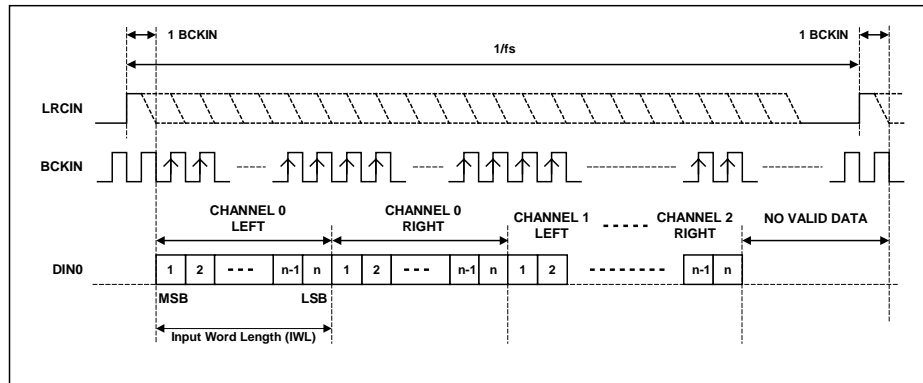 1 BCKIN 1 BCKIN
1/fs
LRCIN
BCKIN
CHANNEL 0 LEFT
CHANNEL 0 RIGHT
CHANNEL 1 LEFT
CHANNEL 2 RIGHT
NO VALID DATA
DIN0
1 2 n-1 n 1 2 n-1 n 1 2 n-1 n
MSB LSB
Input Word Length (IWL)